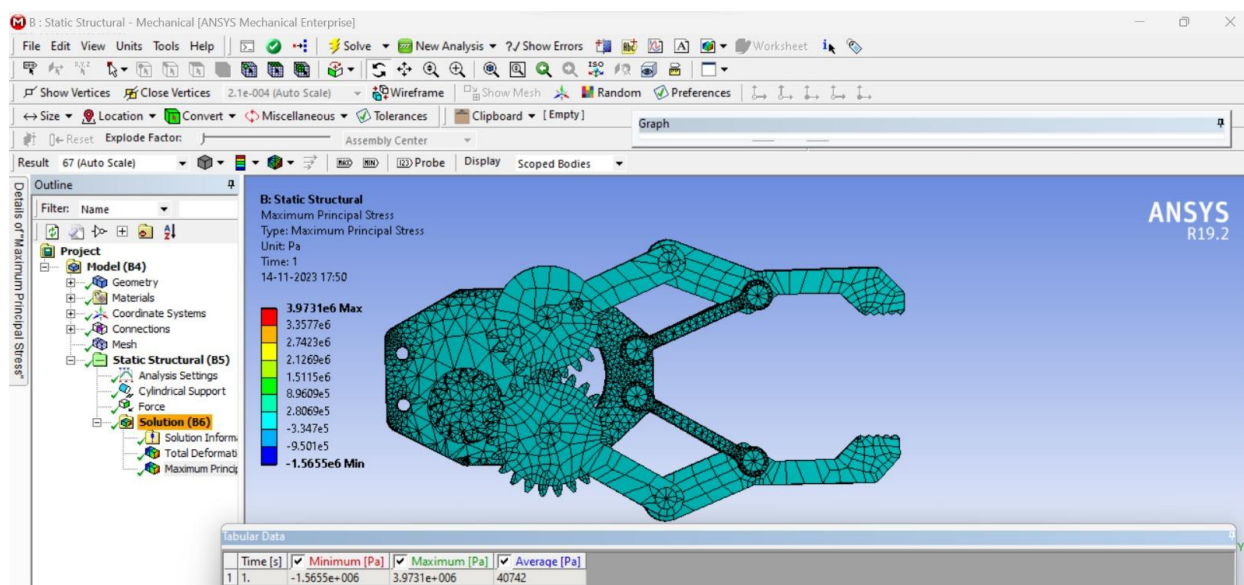 B : Static Structural - Mechanical [ANSYS Mechanical Enterprise]
File Edit View Units Tools Help Solve New Analysis ?/ Show Errors A Worksheet i
ISO
Show Vertices Close Vertices 2.1e-004 (Auto Scale) Wireframe Show Mesh Random Preferences
Size Location Convert Miscellaneous Tolerances Clipboard [ Empty]
Graph
Reset Explode Factor: Assembly Center
Result 67 (Auto Scale) MAX MIN 123 Probe Display Scoped Bodies
Details of "Maximum Principal Stress"
Outline
Filter: Name
Project
Model (B4)
Geometry
Materials
Coordinate Systems
Connections
Mesh
Static Structural (B5)
Analysis Settings
Cylindrical Support
Force
Solution (B6)
Solution Inform
Total Deformati
Maximum Princip
B: Static Structural
Maximum Principal Stress
Type: Maximum Principal Stress
Unit: Pa
Time: 1
14-11-2023 17:50
3.9731e6 Max
3.3577e6
2.7423e6
2.1269e6
1.5115e6
8.9609e5
2.8069e5
-3.347e5
-9.501e5
-1.5655e6 Min
ANSYS
R19.2
Y
Tabular Data
Time [s] Minimum [Pa] Maximum [Pa] Average [Pa]
1 1. -1.5655e+006 3.9731e+006 40742